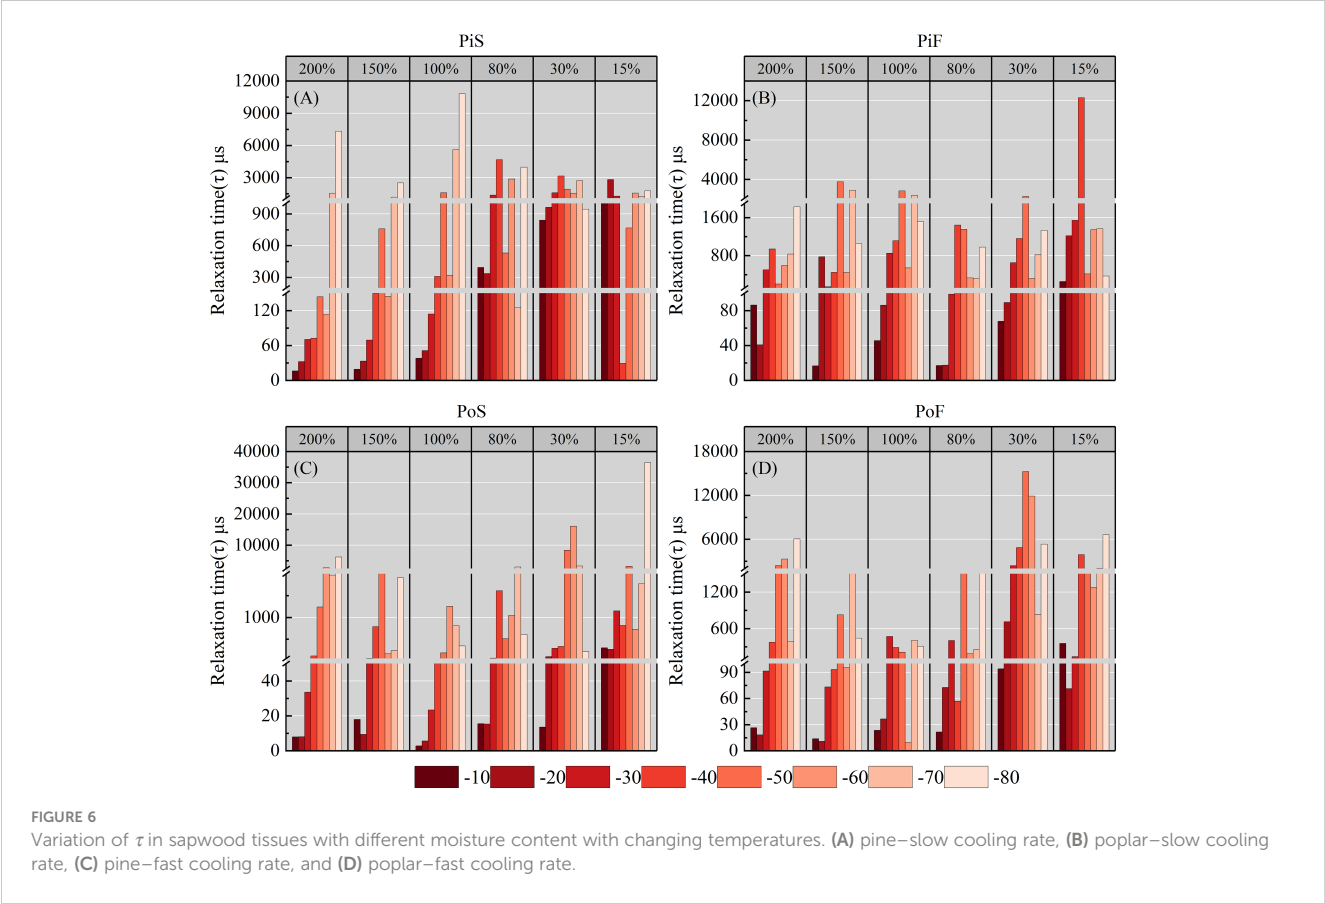 PiS
200% 150% 100% 80% 30% 15%
(A)
Relaxation time(τ) μs
12000
9000
6000
3000
900
600
300
120
60
0
PiF
200% 150% 100% 80% 30% 15%
(B)
Relaxation time(τ) μs
12000
8000
4000
1600
800
80
40
0
PoS
200% 150% 100% 80% 30% 15%
(C)
Relaxation time(τ) μs
40000
30000
20000
10000
1000
40
20
0
PoF
200% 150% 100% 80% 30% 15%
(D)
Relaxation time(τ) μs
18000
12000
6000
1200
600
90
60
30
0
-10 -20 -30 -40 -50 -60 -70 -80
FIGURE 6
Variation of τ in sapwood tissues with different moisture content with changing temperatures. (A) pine–slow cooling rate, (B) poplar–slow cooling
rate, (C) pine–fast cooling rate, and (D) poplar–fast cooling rate.